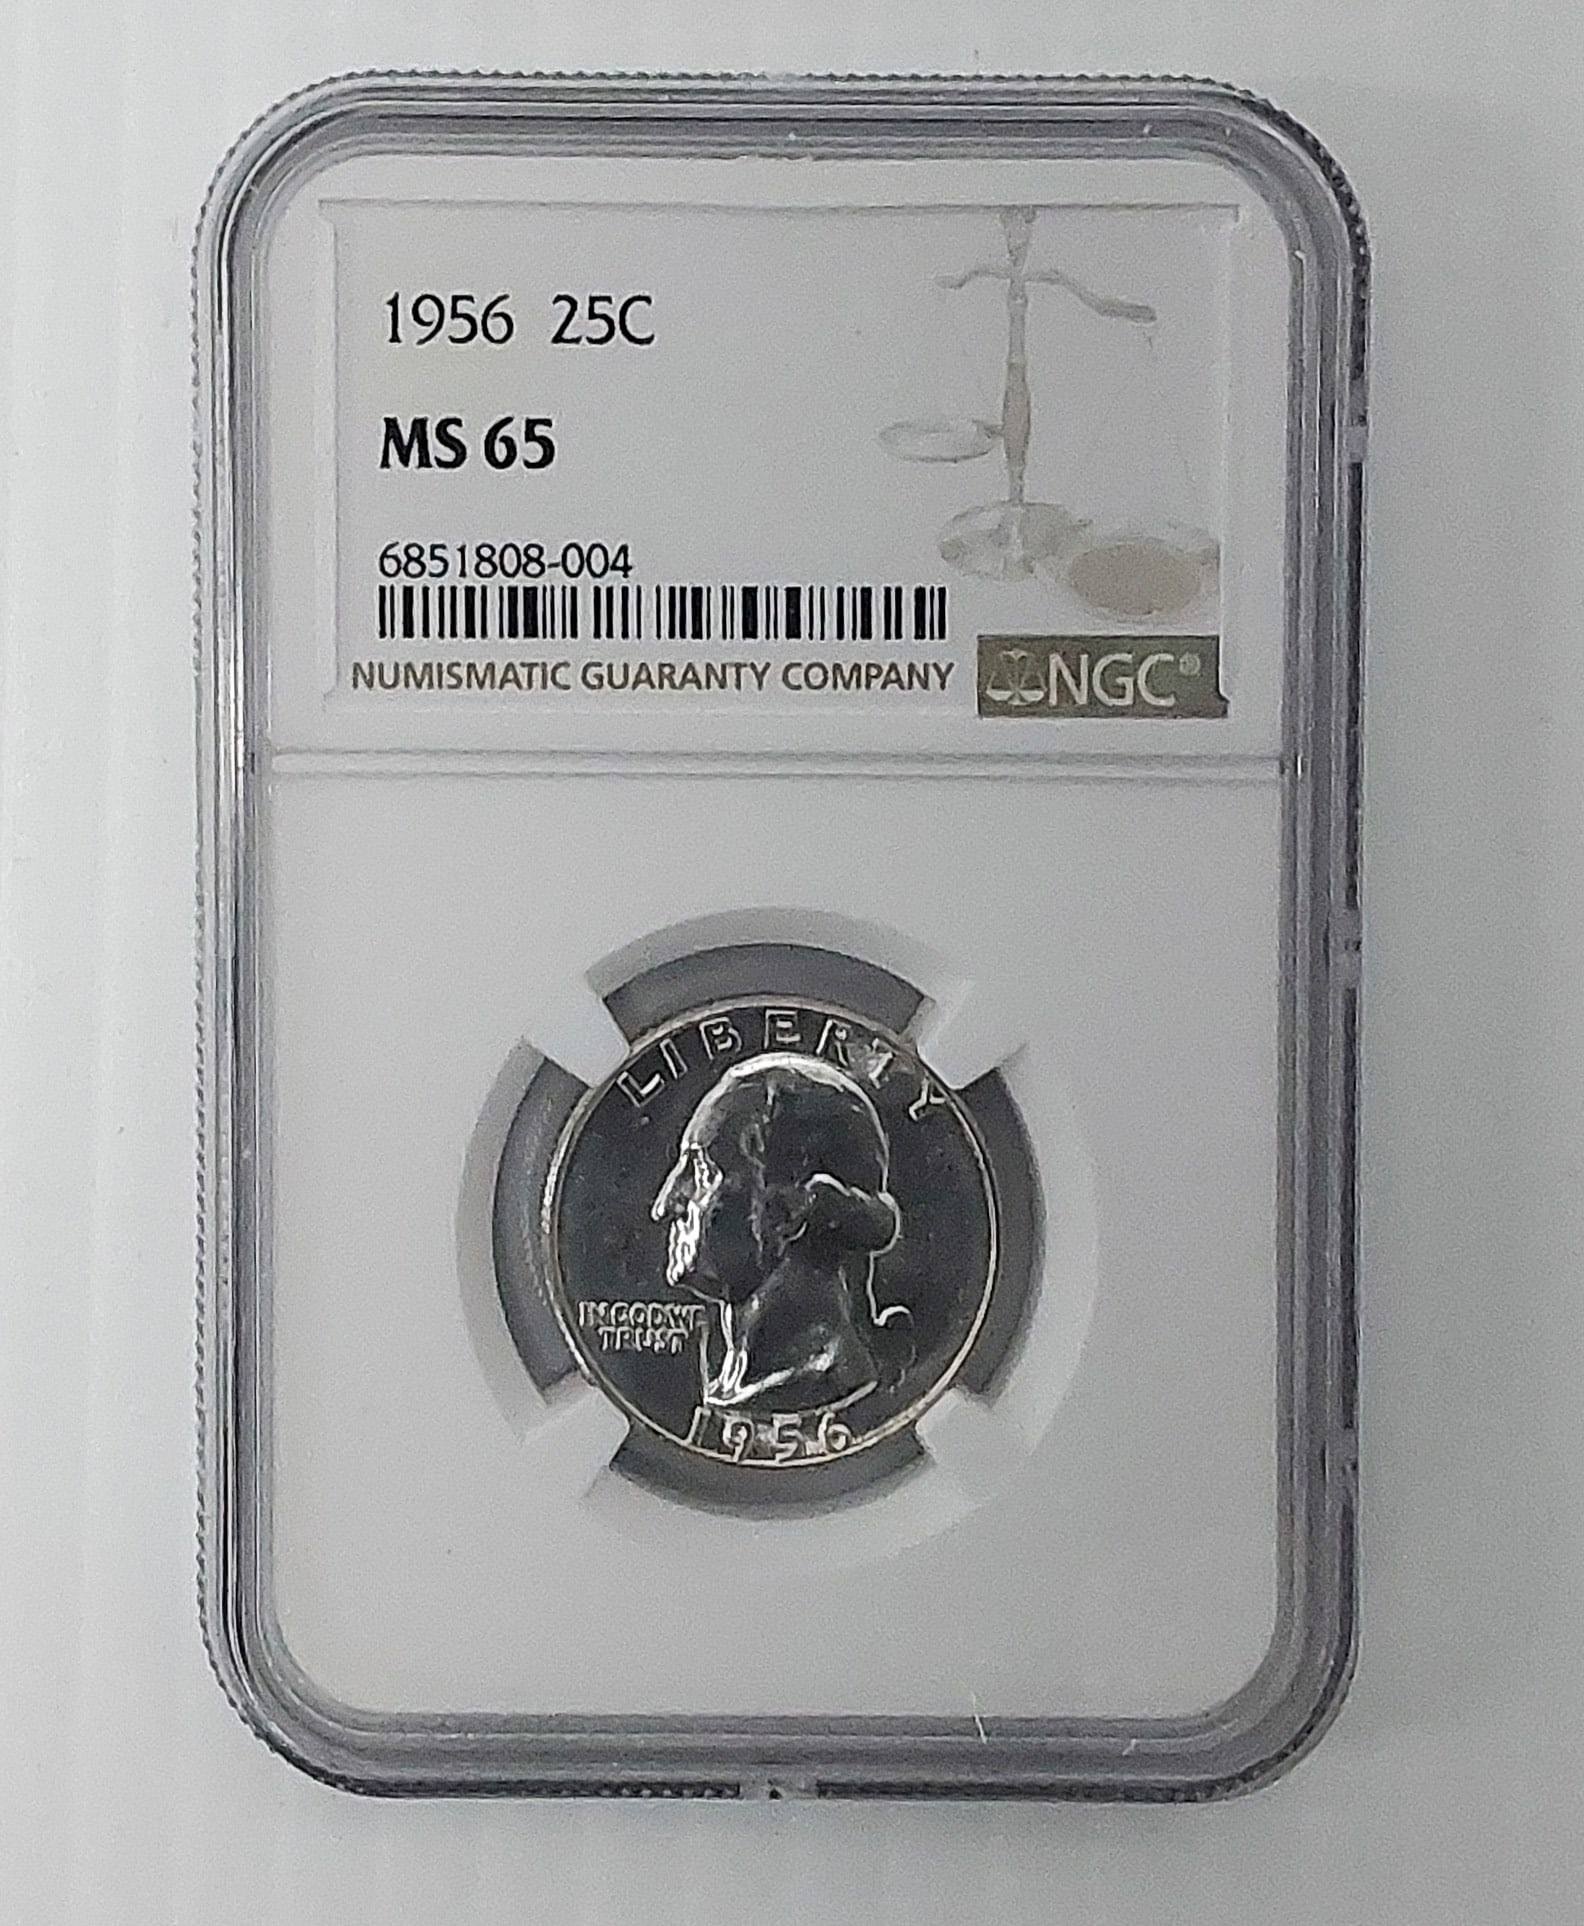 1956 25C
MS 65
6851808-004
NUMISMATIC GUARANTY COMPANY
NGC®
LIBERTY
IN GOD WE
TRUST
1956